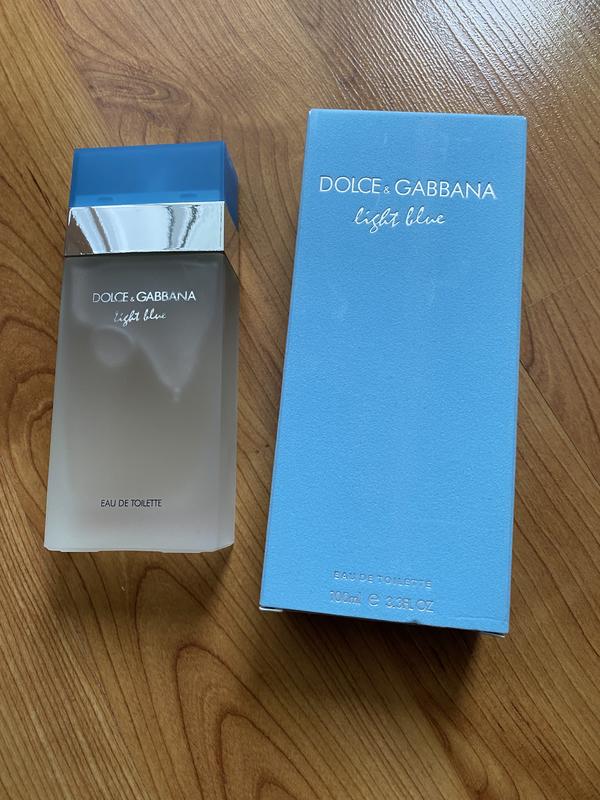 DOLCE & GABBANA
light blue
EAU DE TOILETTE
DOLCE & GABBANA
light blue
EAU DE TOILETTE
100ml ℮ 3.3FL OZ